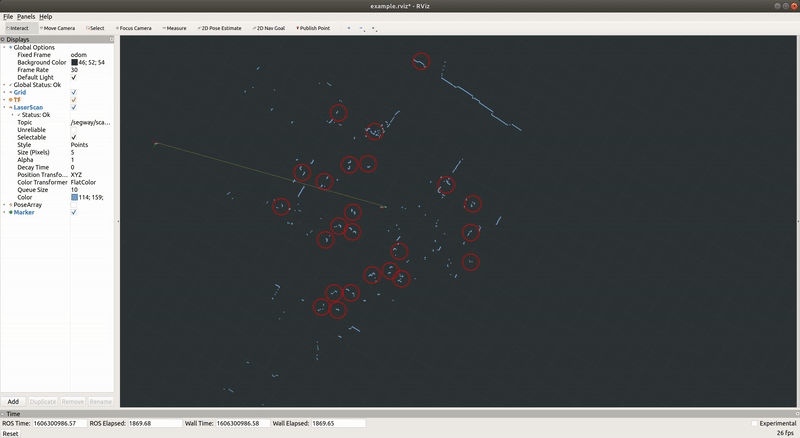 example.rviz* - RViz
File Panels Help
Interact Move Camera Select Focus Camera Measure 2D Pose Estimate 2D Nav Goal Publish Point
Displays
Global Options
Fixed Frame odom
Background Color 46; 52; 54
Frame Rate 30
Default Light
Global Status: Ok
Grid
TF
LaserScan
Status: Ok
Topic /segway/sca...
Unreliable
Selectable
Style Points
Size (Pixels) 5
Alpha 1
Decay Time 0
Position Transfo... XYZ
Color Transformer FlatColor
Queue Size 10
Color 114; 159;
PoseArray
Marker
Add Duplicate Remove Rename
Time
ROS Time: 1606300986.57 ROS Elapsed: 1869.68 Wall Time: 1606300986.58 Wall Elapsed: 1869.65 Experimental
Reset 26 fps